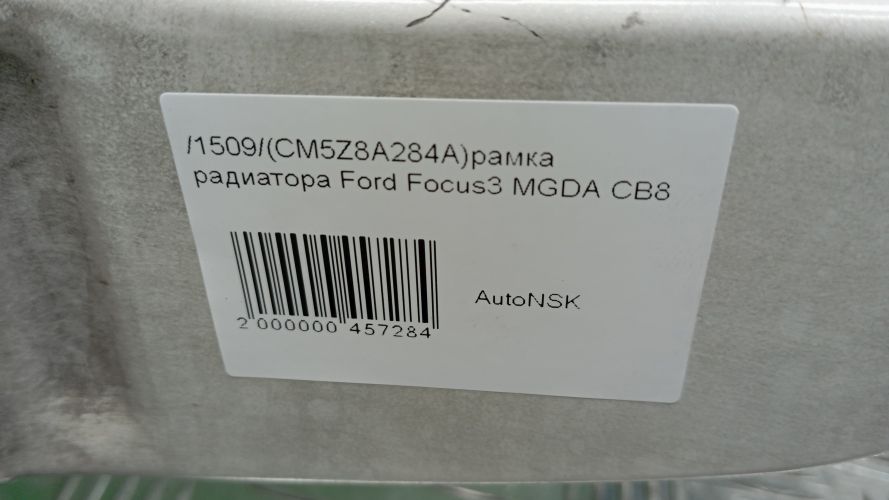 /1509/(CM5Z8A284A)рамка
радиатора Ford Focus3 MGDA CB8
AutoNSK
2 000000 457284